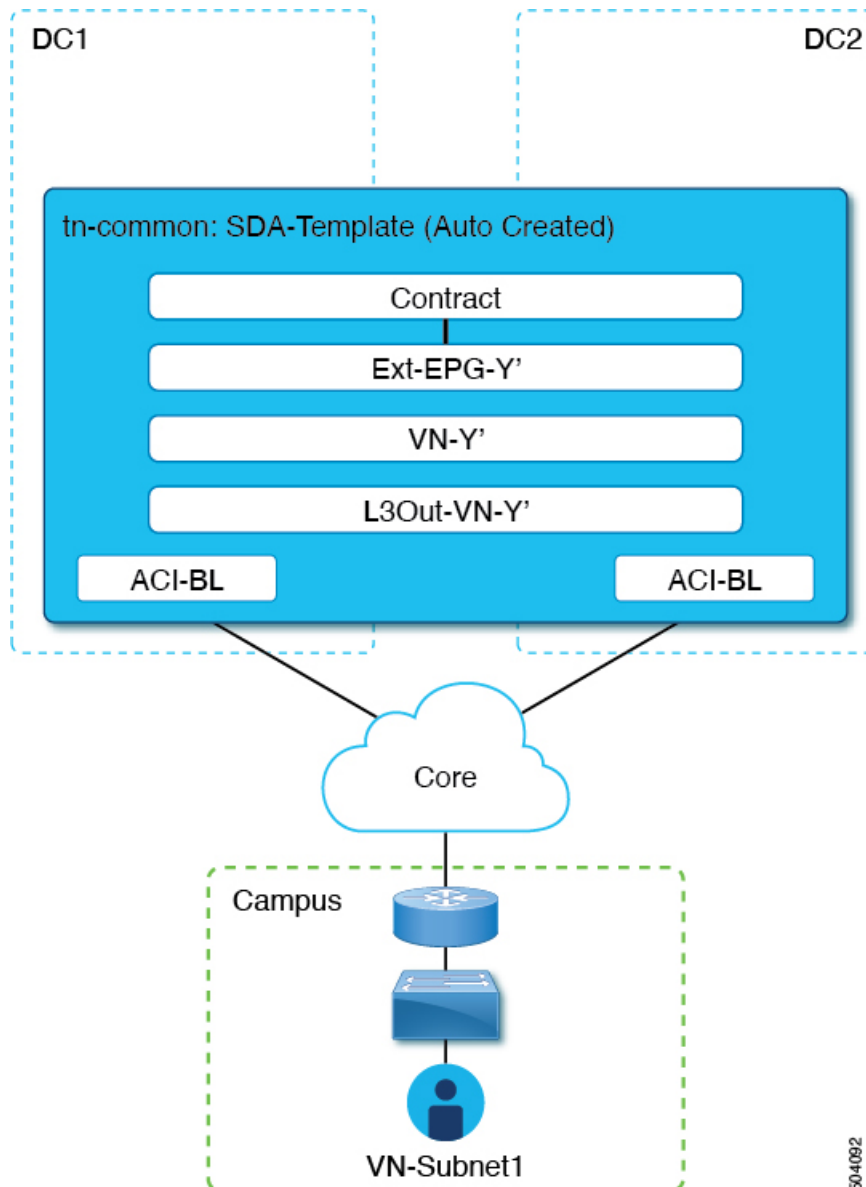 DC1
DC2
tn-common: SDA-Template (Auto Created)
Contract
Ext-EPG-Y'
VN-Y'
L3Out-VN-Y'
ACI-BL
ACI-BL
Core
Campus
VN-Subnet1
504092